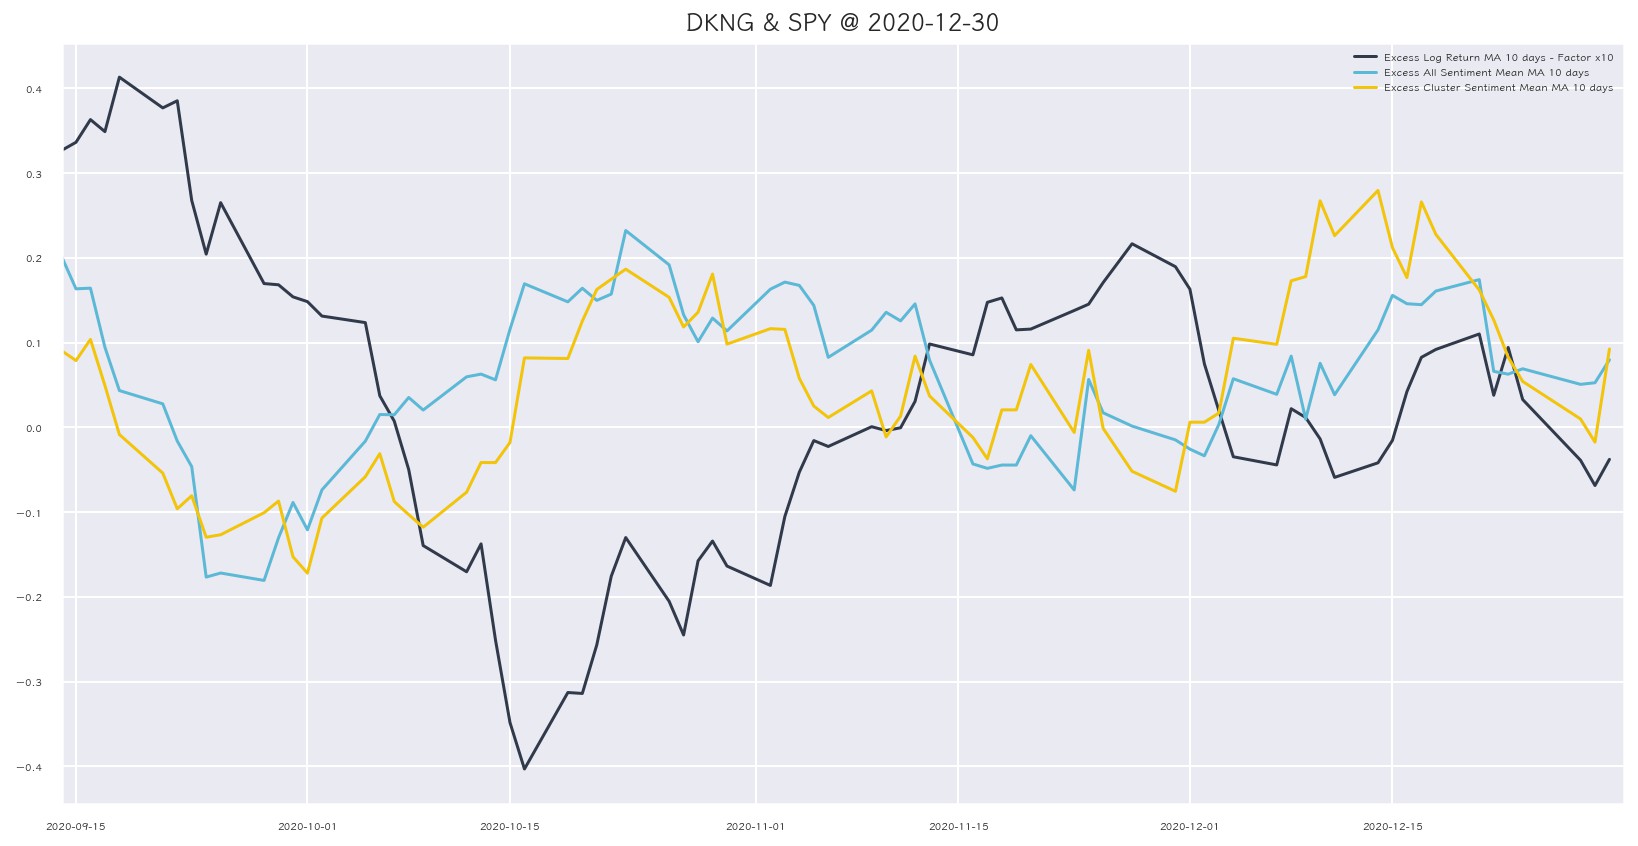 DKNG & SPY @ 2020-12-30
Excess Log Return MA 10 days - Factor x10
Excess All Sentiment Mean MA 10 days
Excess Cluster Sentiment Mean MA 10 days
0.4
0.3
0.2
0.1
0.0
−0.1
−0.2
−0.3
−0.4
2020-09-15 2020-10-01 2020-10-15 2020-11-01 2020-11-15 2020-12-01 2020-12-15